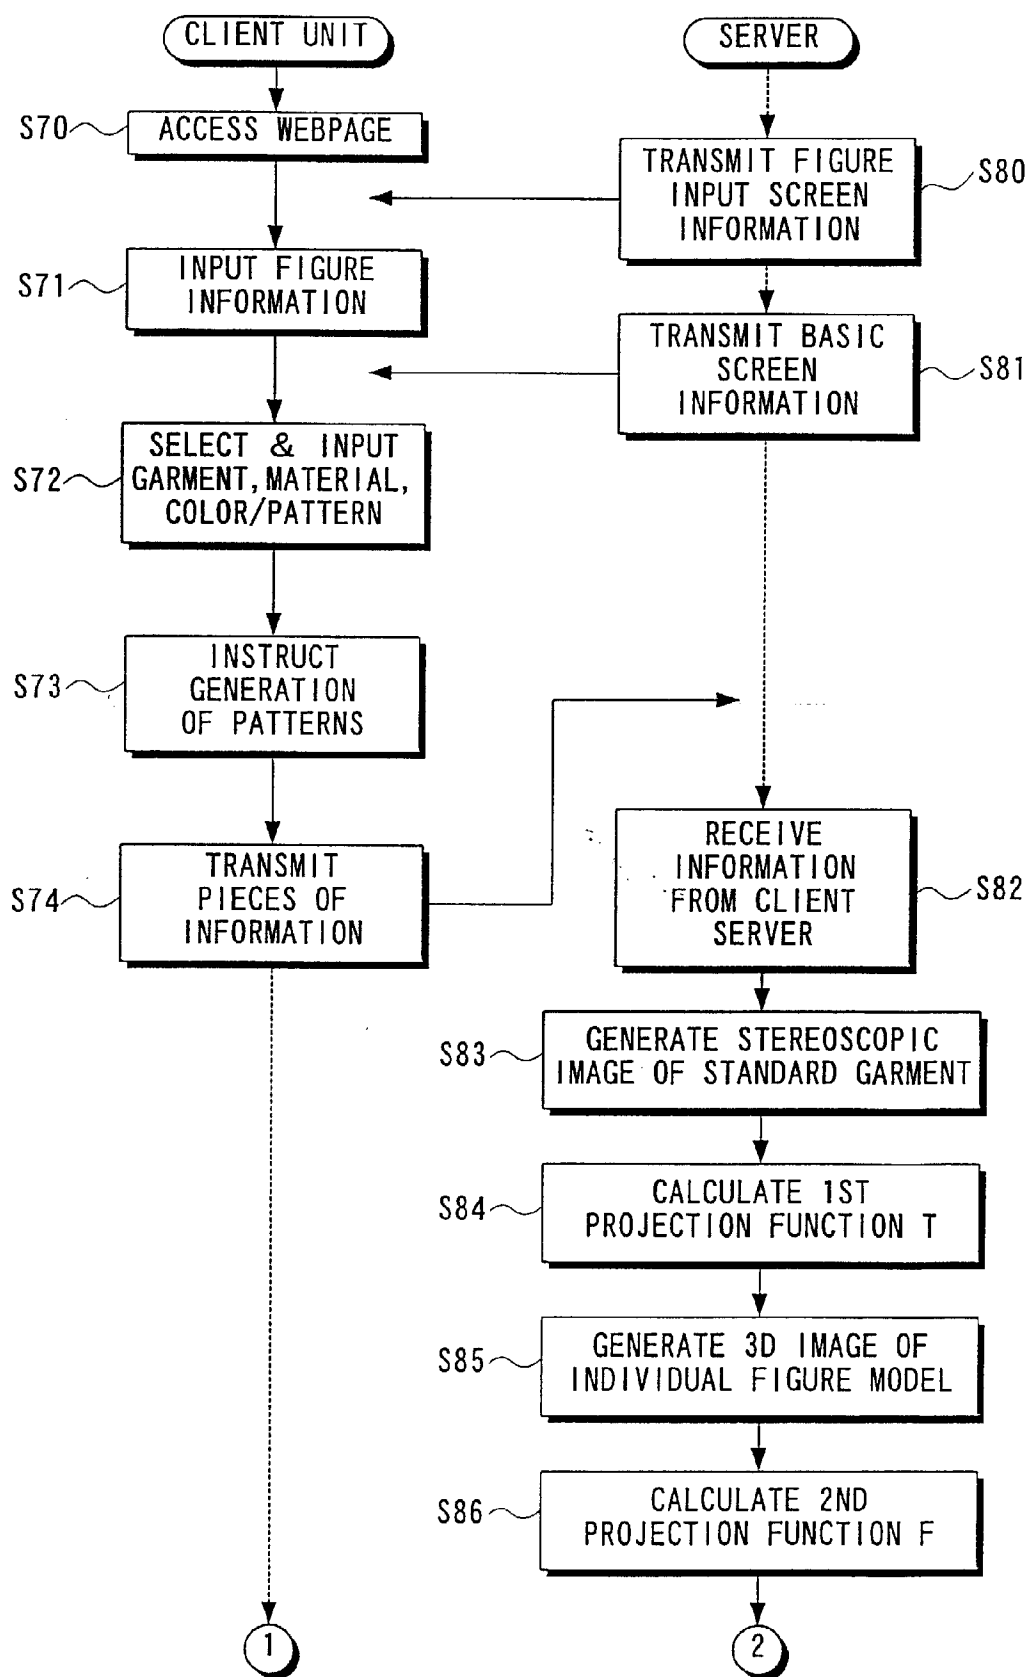 CLIENT UNIT
SERVER
S70
ACCESS WEBPAGE
TRANSMIT FIGURE
INPUT SCREEN
INFORMATION
S80
S71
INPUT FIGURE
INFORMATION
TRANSMIT BASIC
SCREEN
INFORMATION
S81
S72
SELECT & INPUT
GARMENT, MATERIAL,
COLOR/PATTERN
S73
INSTRUCT
GENERATION
OF PATTERNS
S74
TRANSMIT
PIECES OF
INFORMATION
RECEIVE
INFORMATION
FROM CLIENT
SERVER
S82
S83
GENERATE STEREOSCOPIC
IMAGE OF STANDARD GARMENT
S84
CALCULATE 1ST
PROJECTION FUNCTION T
S85
GENERATE 3D IMAGE OF
INDIVIDUAL FIGURE MODEL
S86
CALCULATE 2ND
PROJECTION FUNCTION F
1
2